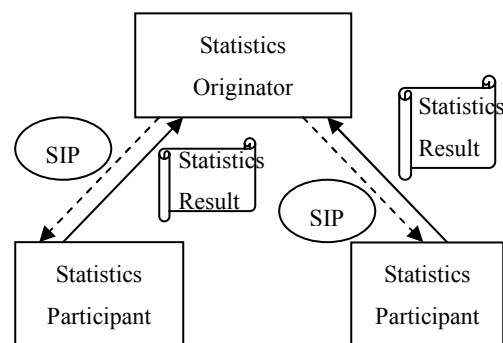 Statistics
Originator
Statistics
Result
SIP
Statistics
Result
SIP
Statistics
Participant
Statistics
Participant